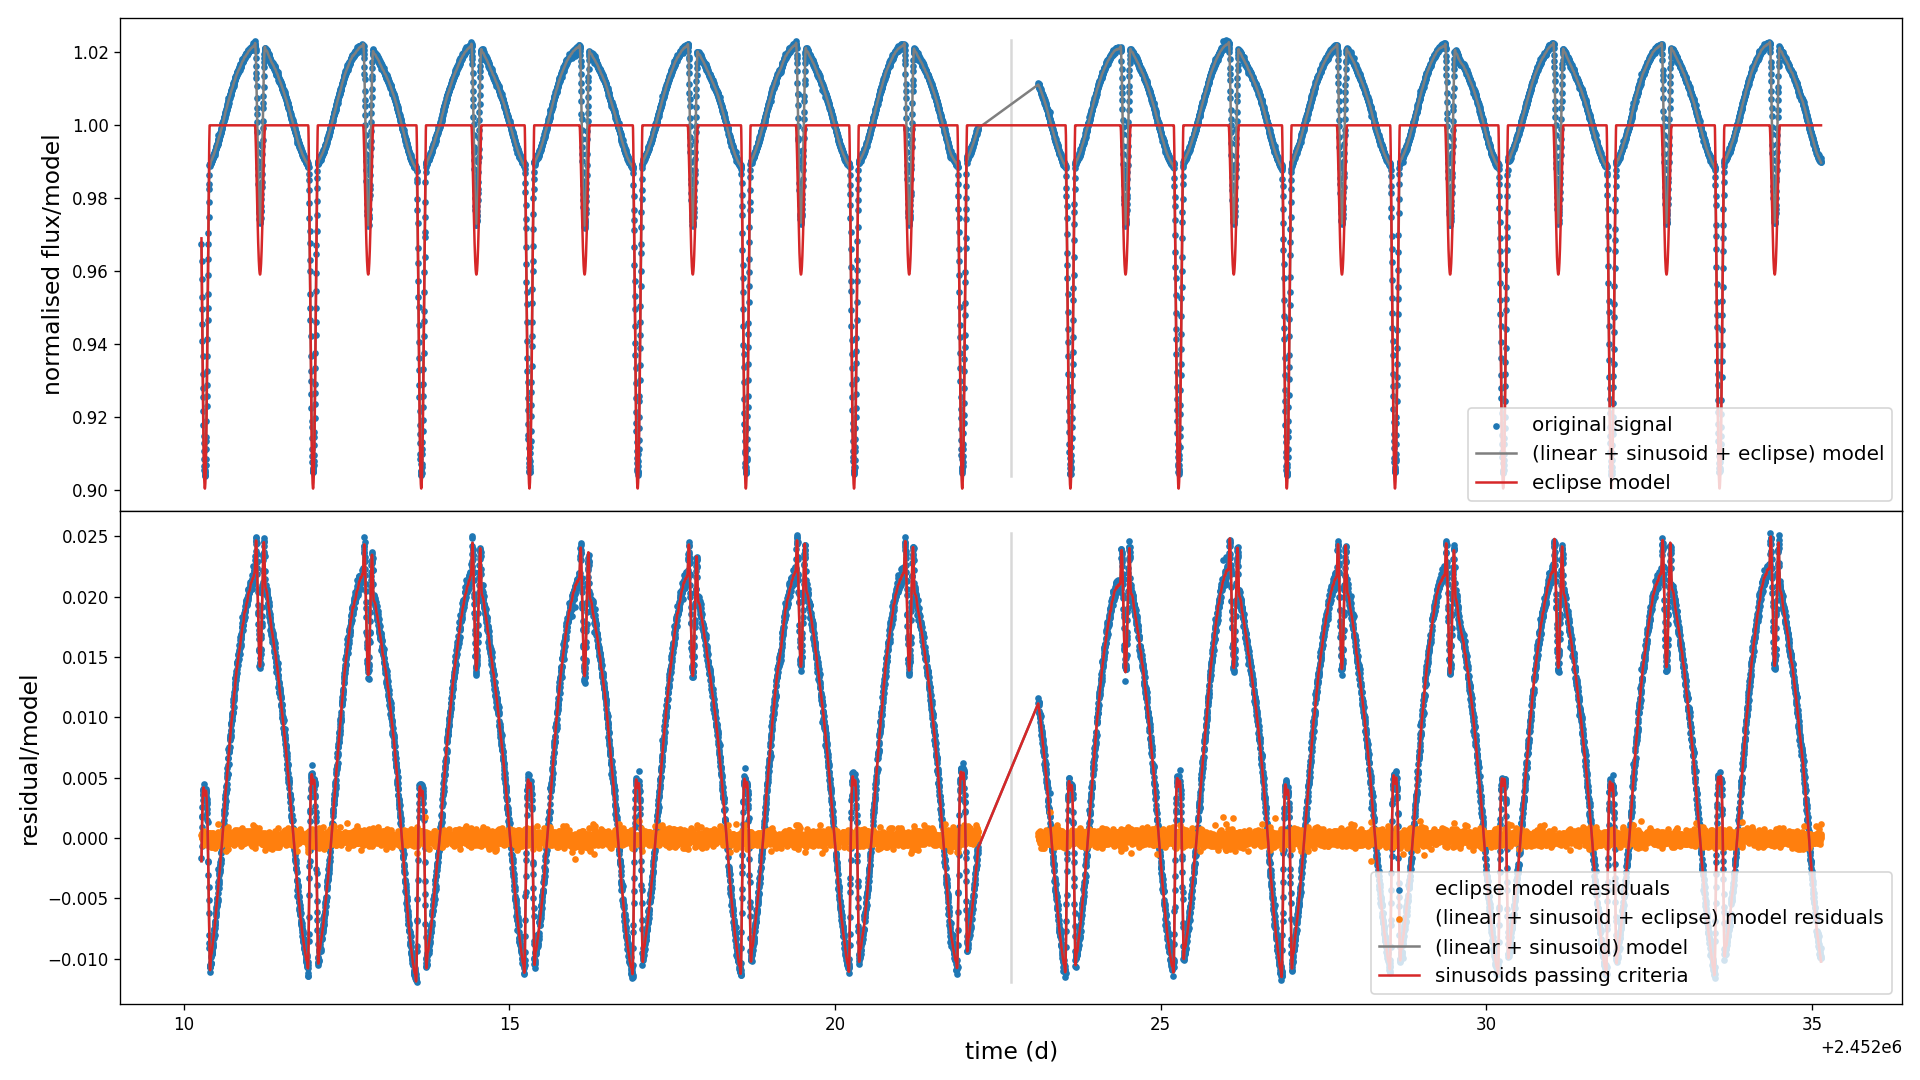 normalised flux/model
1.02
1.00
0.98
0.96
0.94
0.92
0.90
original signal
(linear + sinusoid + eclipse) model
eclipse model
residual/model
0.025
0.020
0.015
0.010
0.005
0.000
−0.005
−0.010
eclipse model residuals
(linear + sinusoid + eclipse) model residuals
(linear + sinusoid) model
sinusoids passing criteria
10 15 20 25 30 35
time (d)
+2.452e6